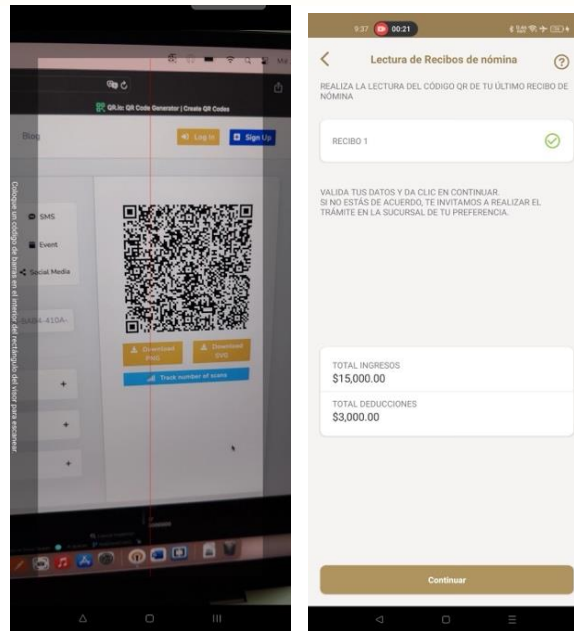 QR.io: QR Code Generator | Create QR Codes
Blog
Log In
Sign Up
SMS
Event
Social Media
Download PNG
Download SVG
Track number of scans
Coloque un código de barras en el interior del rectángulo del visor para escanear
9:37 00:21
Lectura de Recibos de nómina ?
REALIZA LA LECTURA DEL CÓDIGO QR DE TU ÚLTIMO RECIBO DE
NÓMINA
RECIBO 1
VALIDA TUS DATOS Y DA CLIC EN CONTINUAR.
SI NO ESTÁS DE ACUERDO, TE INVITAMOS A REALIZAR EL
TRÁMITE EN LA SUCURSAL DE TU PREFERENCIA.
TOTAL INGRESOS
$15,000.00
TOTAL DEDUCCIONES
$3,000.00
Continuar